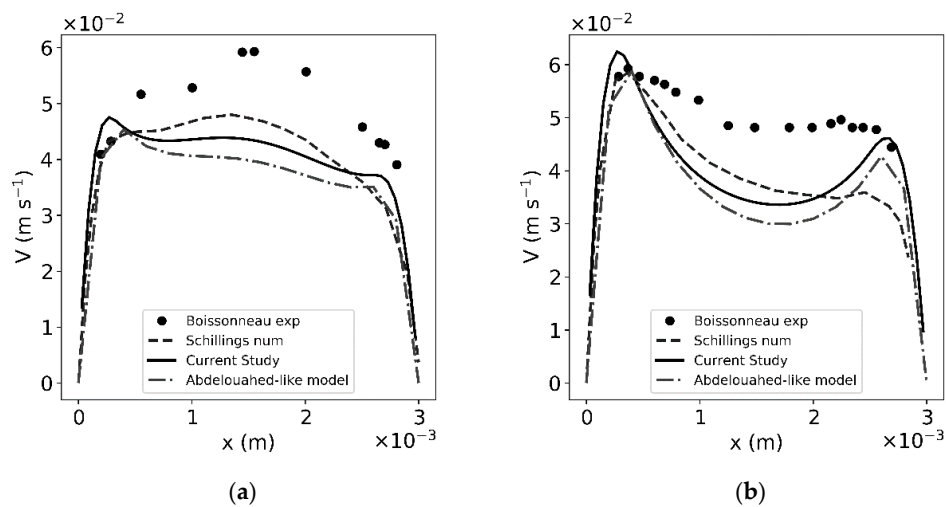 ×10⁻²
6
5
4
3
2
1
0
V (m s⁻¹)
Boissonneau exp
Schillings num
Current Study
Abdelouahed-like model
0 1 2 3
x (m) ×10⁻³
(a)
×10⁻²
6
5
4
3
2
1
0
V (m s⁻¹)
Boissonneau exp
Schillings num
Current Study
Abdelouahed-like model
0 1 2 3
x (m) ×10⁻³
(b)